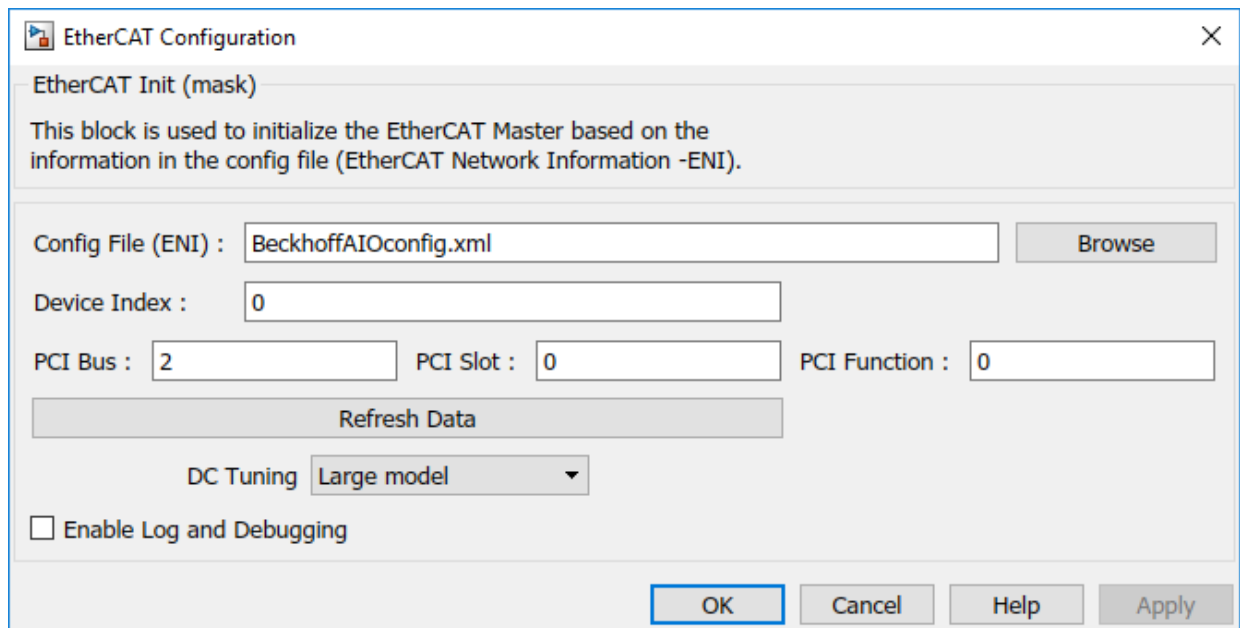 EtherCAT Configuration
EtherCAT Init (mask)
This block is used to initialize the EtherCAT Master based on the
information in the config file (EtherCAT Network Information -ENI).
Config File (ENI) : BeckhoffAIOconfig.xml Browse
Device Index : 0
PCI Bus : 2 PCI Slot : 0 PCI Function : 0
Refresh Data
DC Tuning Large model
Enable Log and Debugging
OK Cancel Help Apply